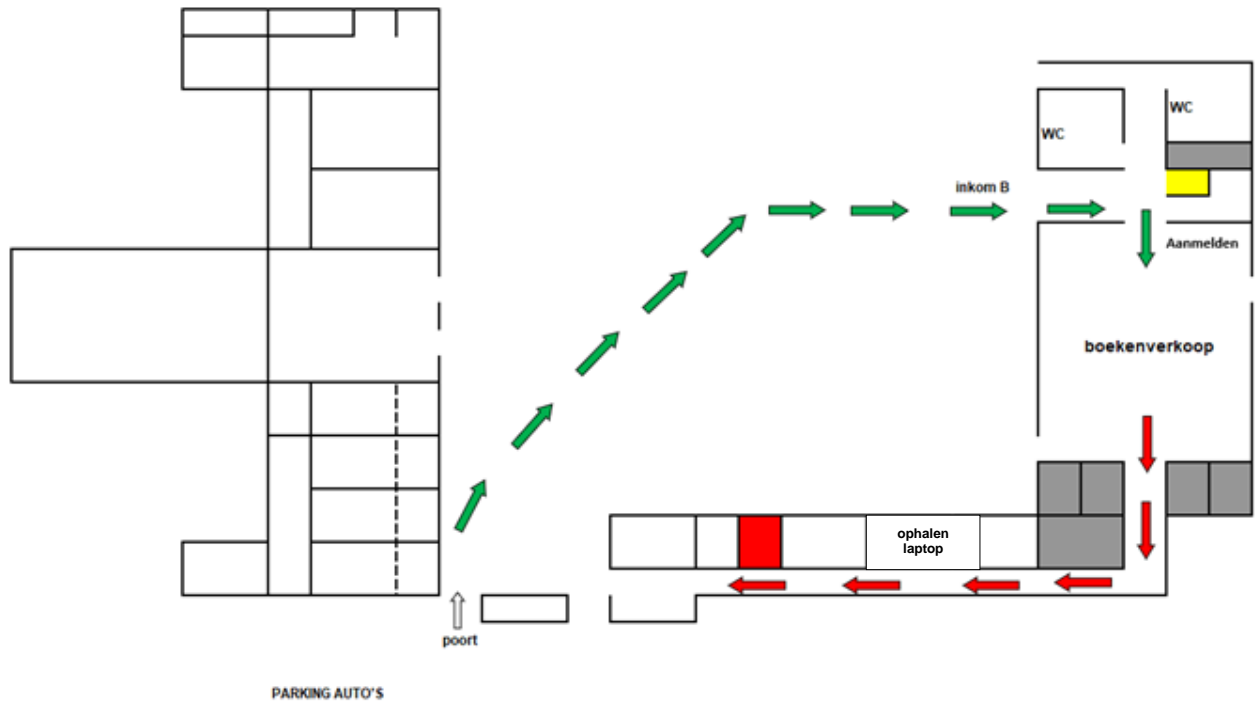 WC
WC
inkom B
Aanmelden
boekenverkoop
ophalen
laptop
poort
PARKING AUTO'S